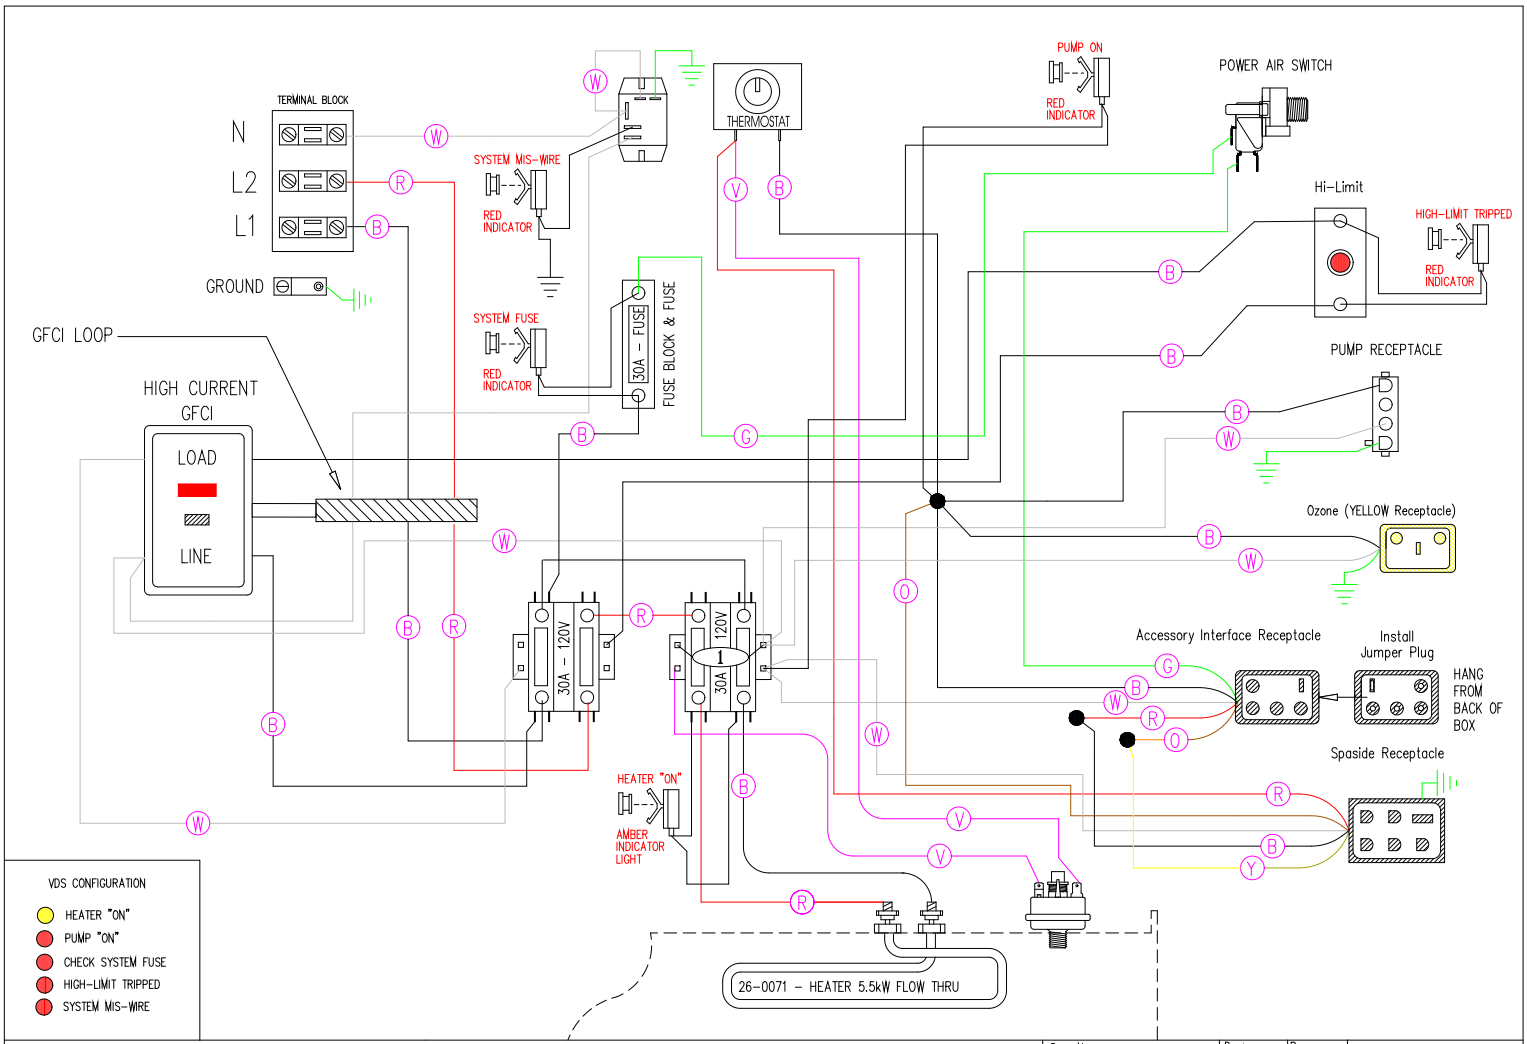 TERMINAL BLOCK
N
L2
L1
W
R
B
GROUND
GFCI LOOP
HIGH CURRENT
GFCI
LOAD
LINE
W
SYSTEM MIS-WIRE
RED
INDICATOR
SYSTEM FUSE
RED
INDICATOR
30A - FUSE
FUSE BLOCK & FUSE
B
THERMOSTAT
V
B
G
PUMP ON
RED
INDICATOR
POWER AIR SWITCH
Hi-Limit
HIGH-LIMIT TRIPPED
RED
INDICATOR
B
B
PUMP RECEPTACLE
B
W
Ozone (YELLOW Receptacle)
B
W
W
O
B
R
B
W
R
30A - 120V
30A 120V
1
Accessory Interface Receptacle
Install
Jumper Plug
HANG
FROM
BACK OF
BOX
G
B
W
R
O
Spaside Receptacle
R
B
Y
W
V
V
B
R
HEATER "ON"
AMBER
INDICATOR
LIGHT
26-0071 - HEATER 5.5kW FLOW THRU
VDS CONFIGURATION
HEATER "ON"
PUMP "ON"
CHECK SYSTEM FUSE
HIGH-LIMIT TRIPPED
SYSTEM MIS-WIRE